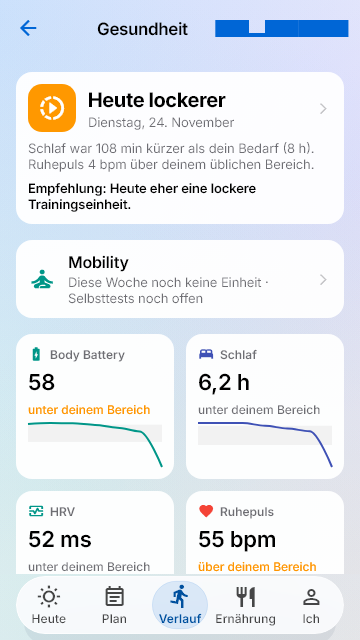 Gesundheit
Heute lockerer
Dienstag, 24. November
Schlaf war 108 min kürzer als dein Bedarf (8 h).
Ruhepuls 4 bpm über deinem üblichen Bereich.
Empfehlung: Heute eher eine lockere
Trainingseinheit.
Mobility
Diese Woche noch keine Einheit ·
Selbsttests noch offen
Body Battery
58
unter deinem Bereich
Schlaf
6,2 h
unter deinem Bereich
HRV
52 ms
unter deinem Bereich
Ruhepuls
55 bpm
über deinem Bereich
Heute
Plan
Verlauf
Ernährung
Ich